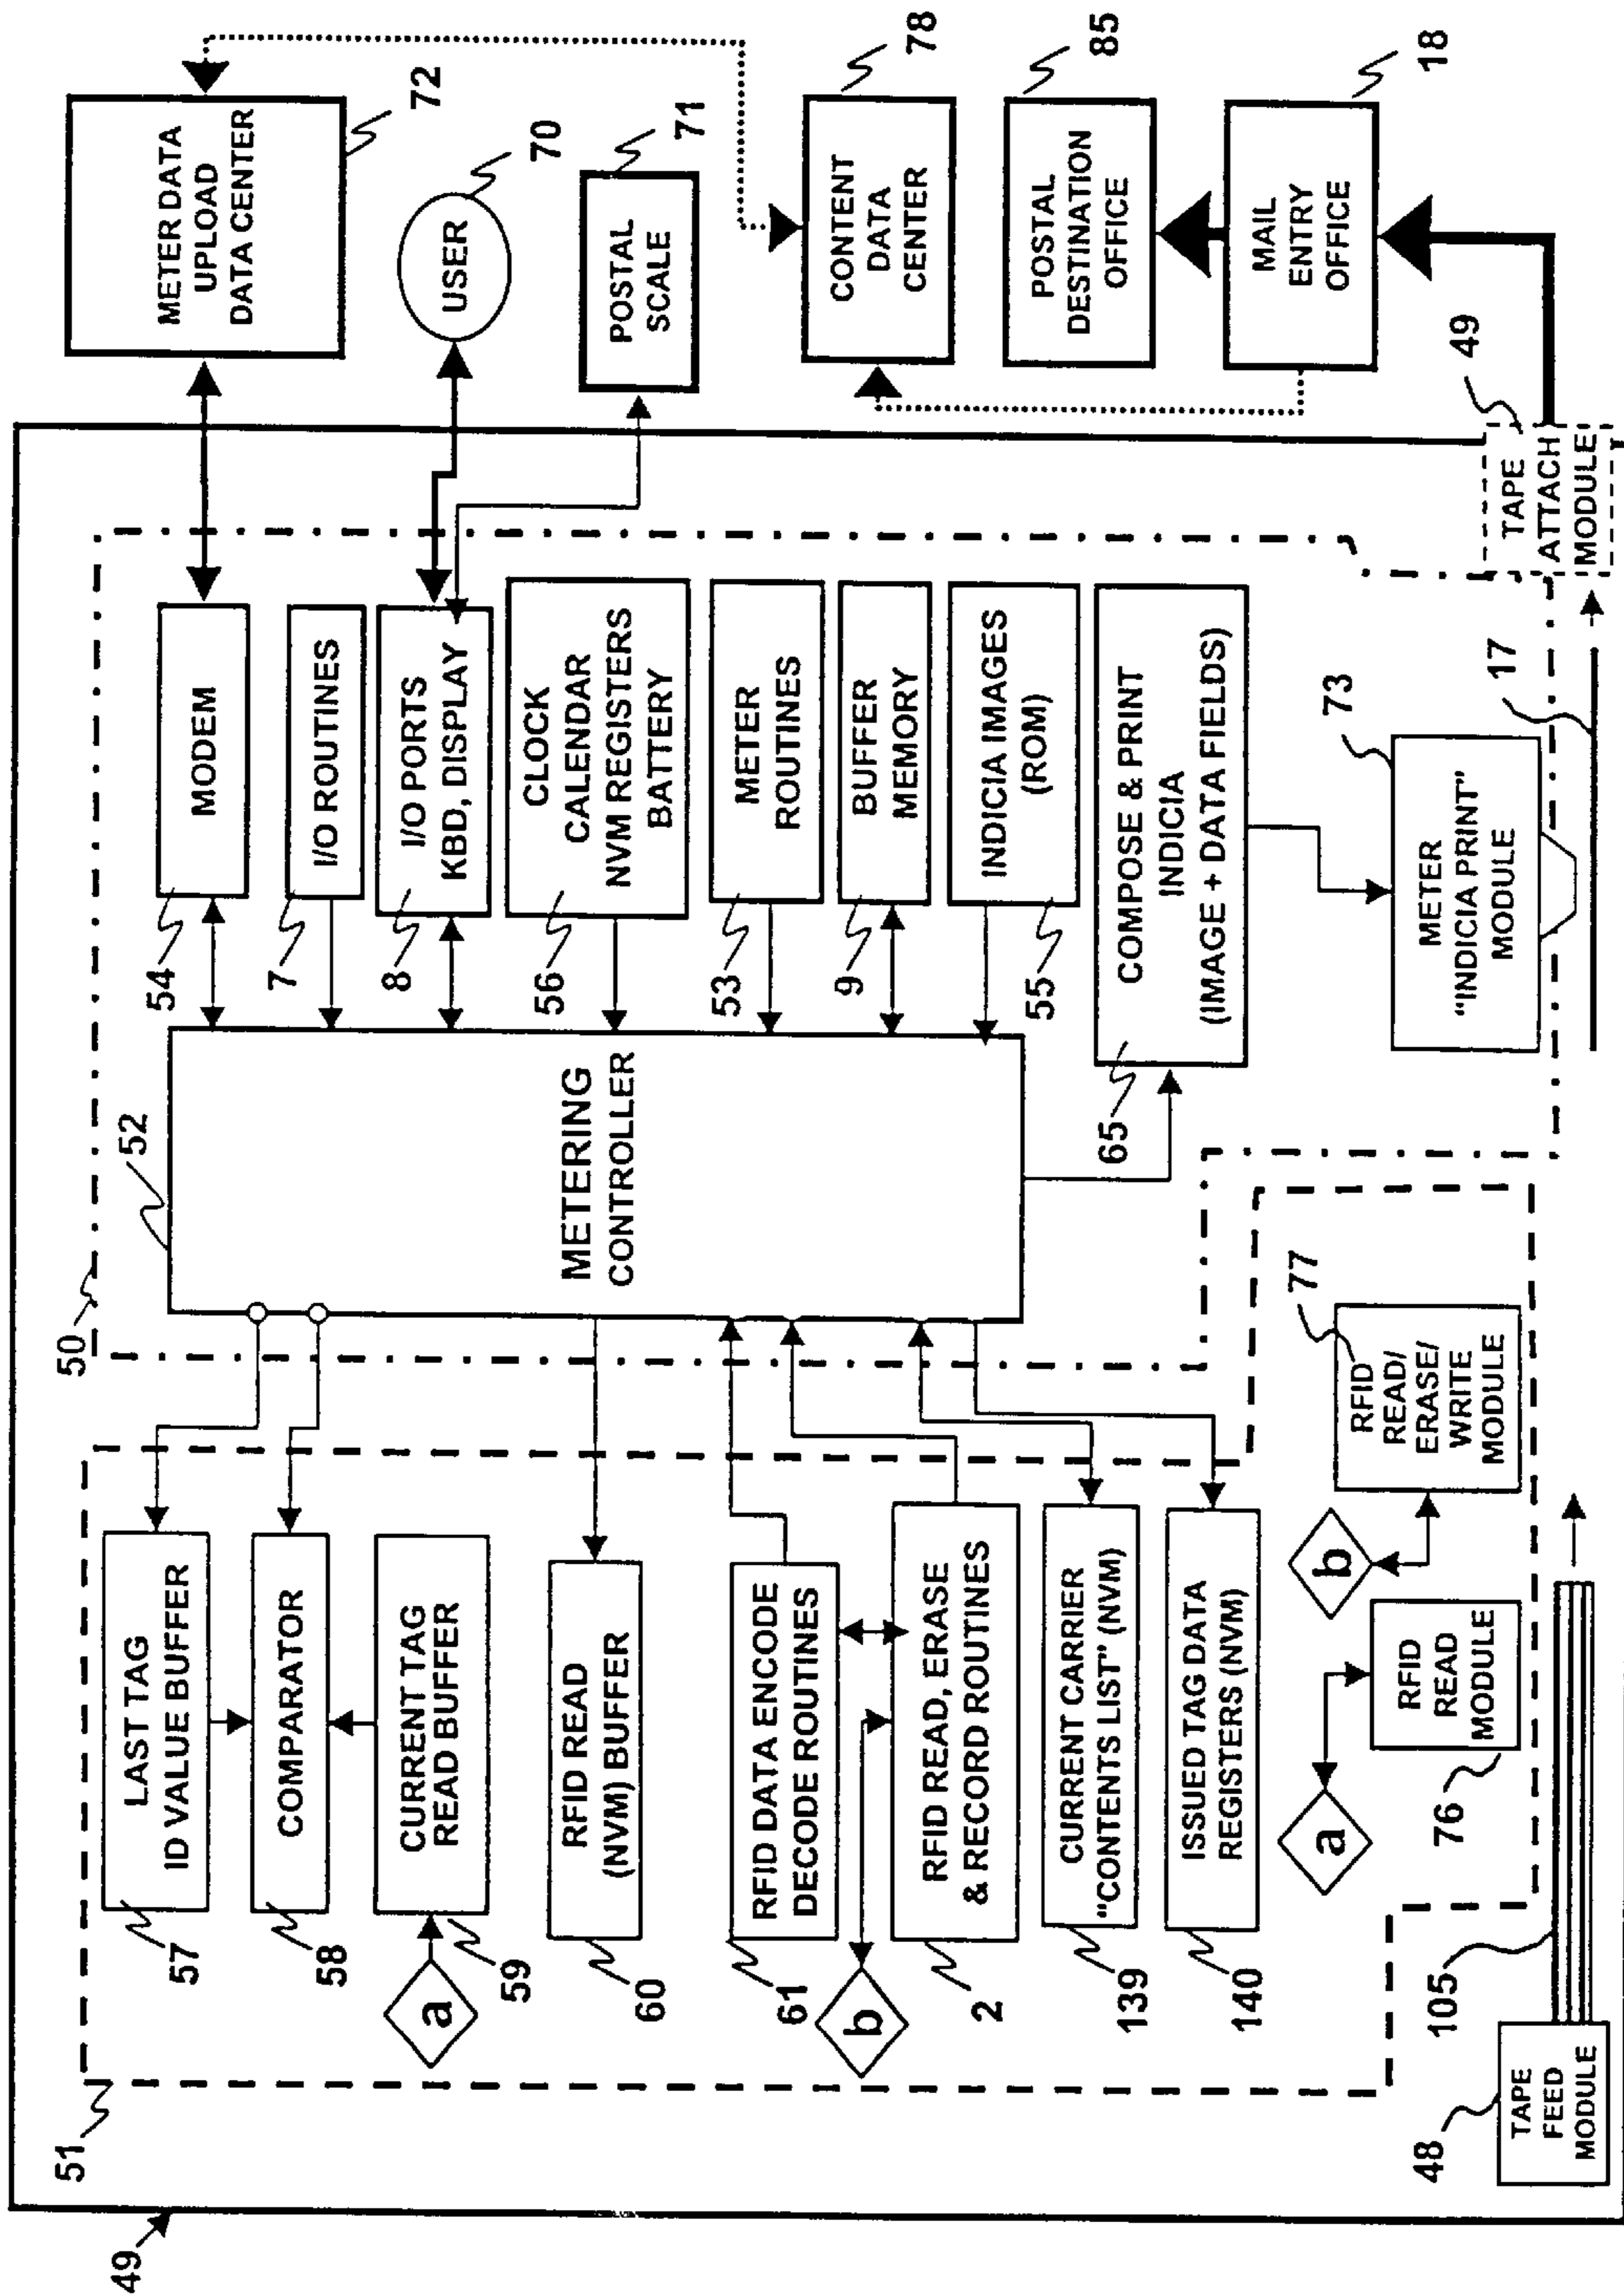 49
51
50
52
LAST TAG
ID VALUE BUFFER
57
COMPARATOR
58
CURRENT TAG
READ BUFFER
59
a
RFID READ
(NVM) BUFFER
60
RFID DATA ENCODE
DECODE ROUTINES
61
b
RFID READ, ERASE
& RECORD ROUTINES
2
CURRENT CARRIER
"CONTENTS LIST" (NVM)
139
ISSUED TAG DATA
REGISTERS (NVM)
140
METERING
CONTROLLER
MODEM
54
I/O ROUTINES
7
I/O PORTS
KBD, DISPLAY
8
CLOCK
CALENDAR
NVM REGISTERS
BATTERY
56
METER
ROUTINES
53
BUFFER
MEMORY
9
INDICIA IMAGES
(ROM)
55
COMPOSE & PRINT
INDICIA
(IMAGE + DATA FIELDS)
65
METER DATA
UPLOAD
DATA CENTER
72
USER
70
POSTAL
SCALE
71
CONTENT
DATA
CENTER
78
POSTAL
DESTINATION
OFFICE
85
MAIL
ENTRY
OFFICE
18
TAPE
FEED
MODULE
48
105
a
RFID
READ
MODULE
76
b
RFID
READ/
ERASE/
WRITE
MODULE
77
METER
"INDICIA PRINT"
MODULE
73
17
TAPE
ATTACH
MODULE
49